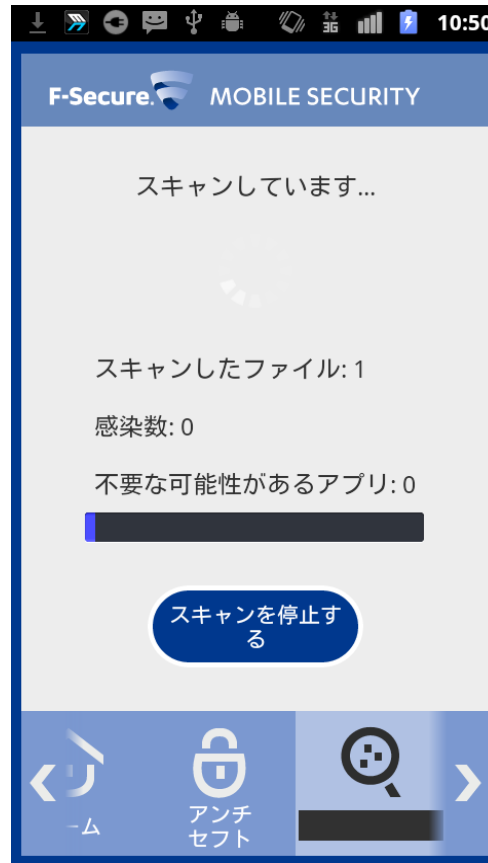 3G 10:50
F-Secure. MOBILE SECURITY
スキャンしています...
スキャンしたファイル: 1
感染数: 0
不要な可能性があるアプリ: 0
スキャンを停止す
る
ーム
アンチ
セフト